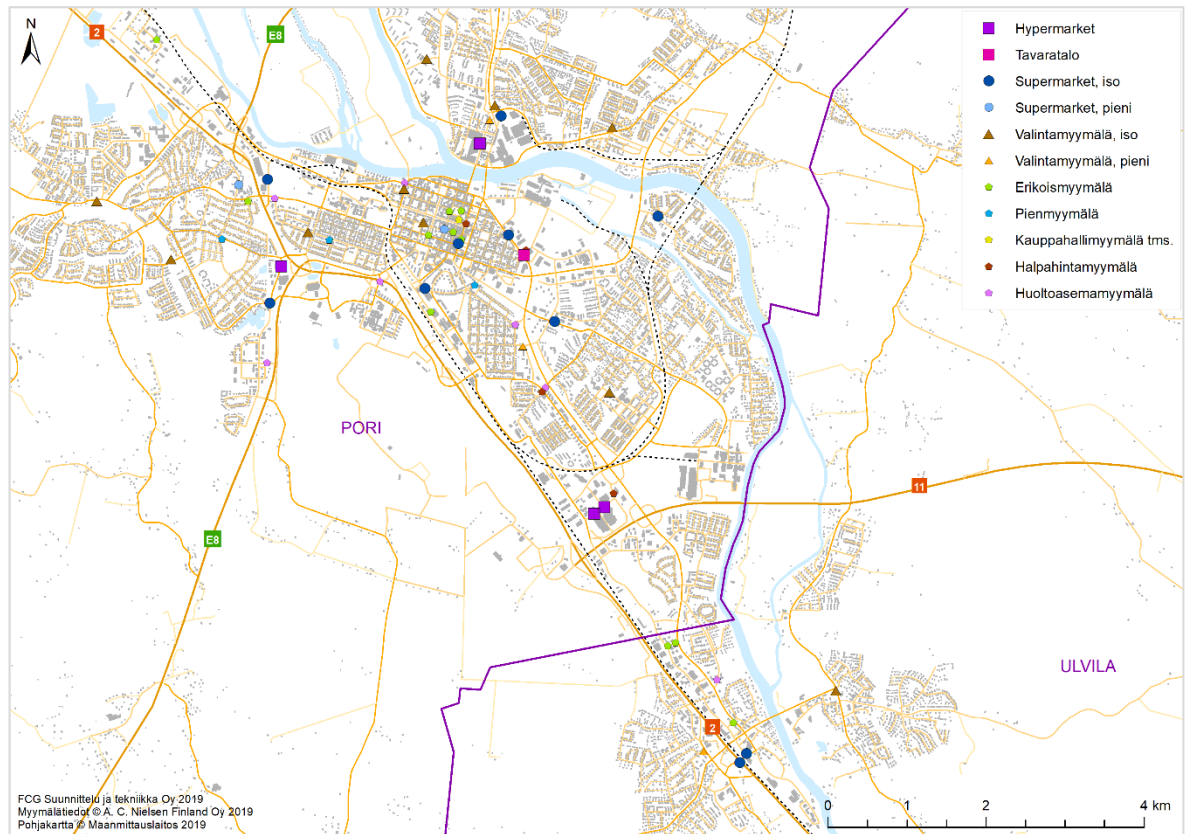 N
2
E8
Hypermarket
Tavaratalo
Supermarket, iso
Supermarket, pieni
Valintamyymälä, iso
Valintamyymälä, pieni
Erikoismyymälä
Pienmyymälä
Kauppahallimyymälä tms.
Halpahintamyymälä
Huoltoasemamyymälä
PORI
11
E8
ULVILA
2
FCG Suunnittelu ja tekniikka Oy 2019
Myymälätiedot © A. C. Nielsen Finland Oy 2019
Pohjakartta © Maanmittauslaitos 2019
0 1 2 4 km